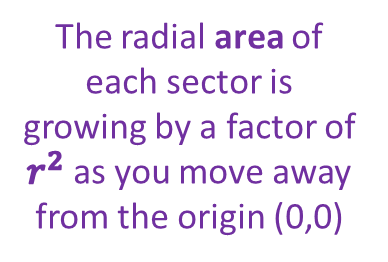 The radial area of
each sector is
growing by a factor of
r² as you move away
from the origin (0,0)